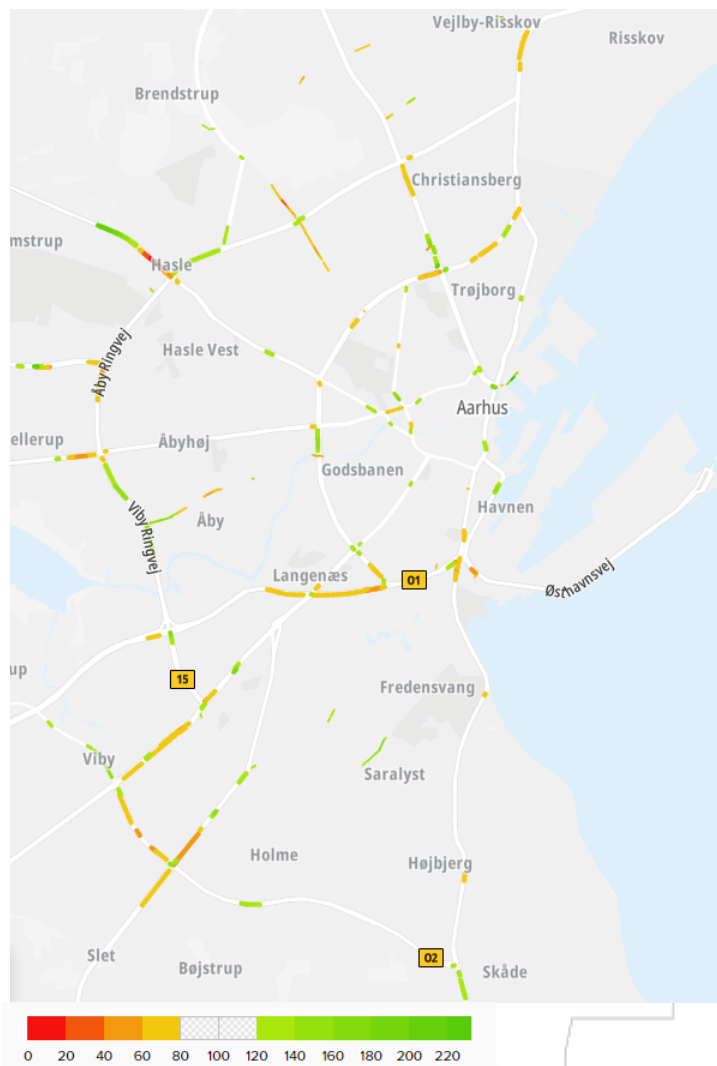 Vejlby-Risskov
Risskov
Brendstrup
Christiansberg
mstrup
Hasle
Trøjborg
Åby Ringvej
Hasle Vest
Aarhus
ellerup
Åbyhøj
Godsbanen
Havnen
Viby Ringvej
Åby
Langenæs
O1
Østhavnsvej
up
15
Fredensvang
Viby
Saralyst
Holme
Højbjerg
Slet
Bøjstrup
O2
Skåde
0 20 40 60 80 100 120 140 160 180 200 220